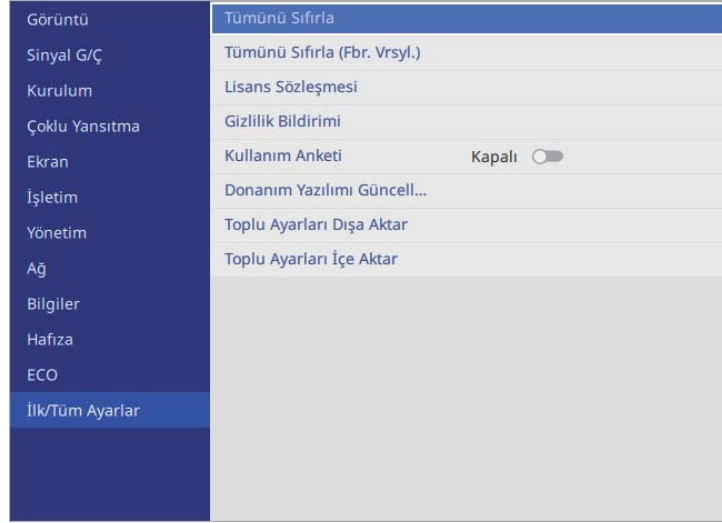 Görüntü
Sinyal G/Ç
Kurulum
Çoklu Yansıtma
Ekran
İşletim
Yönetim
Ağ
Bilgiler
Hafıza
ECO
İlk/Tüm Ayarlar
Tümünü Sıfırla
Tümünü Sıfırla (Fbr. Vrsyl.)
Lisans Sözleşmesi
Gizlilik Bildirimi
Kullanım Anketi Kapalı
Donanım Yazılımı Güncell...
Toplu Ayarları Dışa Aktar
Toplu Ayarları İçe Aktar